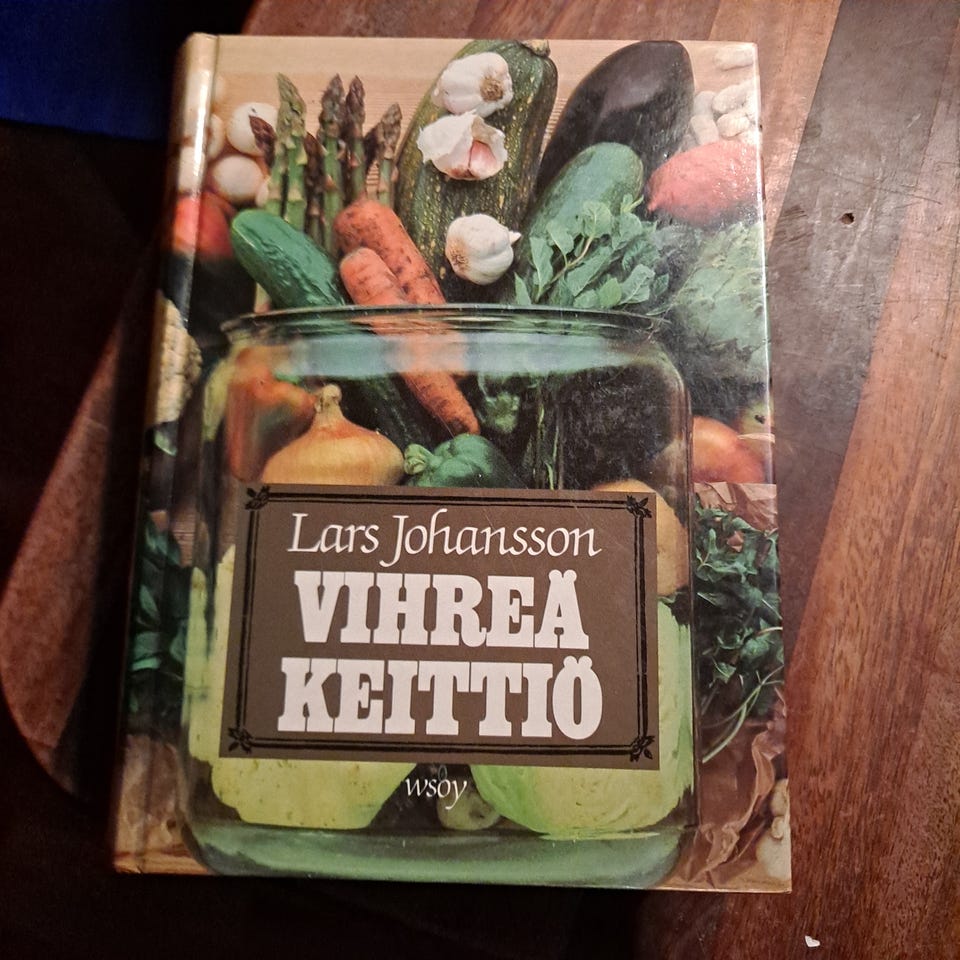 Lars Johansson
VIHREÄ
KEITTIÖ
wsoy